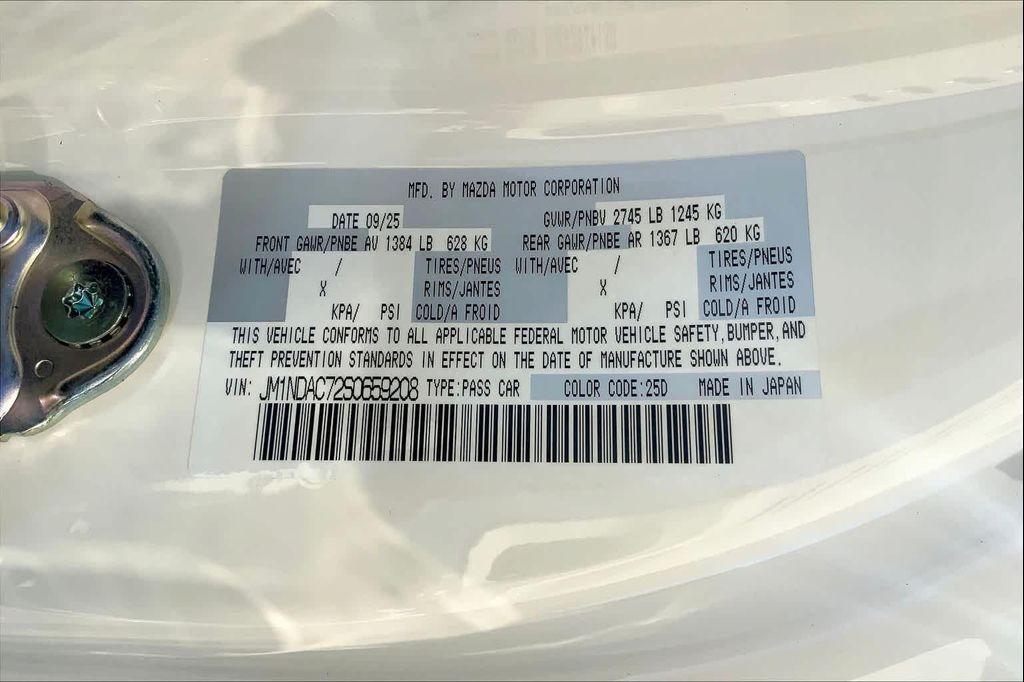 MFD. BY MAZDA MOTOR CORPORATION
DATE 09/25 GVWR/PNBV 2745 LB 1245 KG
FRONT GAWR/PNBE AV 1384 LB 628 KG REAR GAWR/PNBE AR 1367 LB 620 KG
WITH/AVEC / TIRES/PNEUS WITH/AVEC / TIRES/PNEUS
X RIMS/JANTES X RIMS/JANTES
KPA/ PSI COLD/A FROID KPA/ PSI COLD/A FROID
THIS VEHICLE CONFORMS TO ALL APPLICABLE FEDERAL MOTOR VEHICLE SAFETY, BUMPER, AND
THEFT PREVENTION STANDARDS IN EFFECT ON THE DATE OF MANUFACTURE SHOWN ABOVE.
VIN: JM1NDAC72S0659208 TYPE:PASS CAR COLOR CODE:25D MADE IN JAPAN